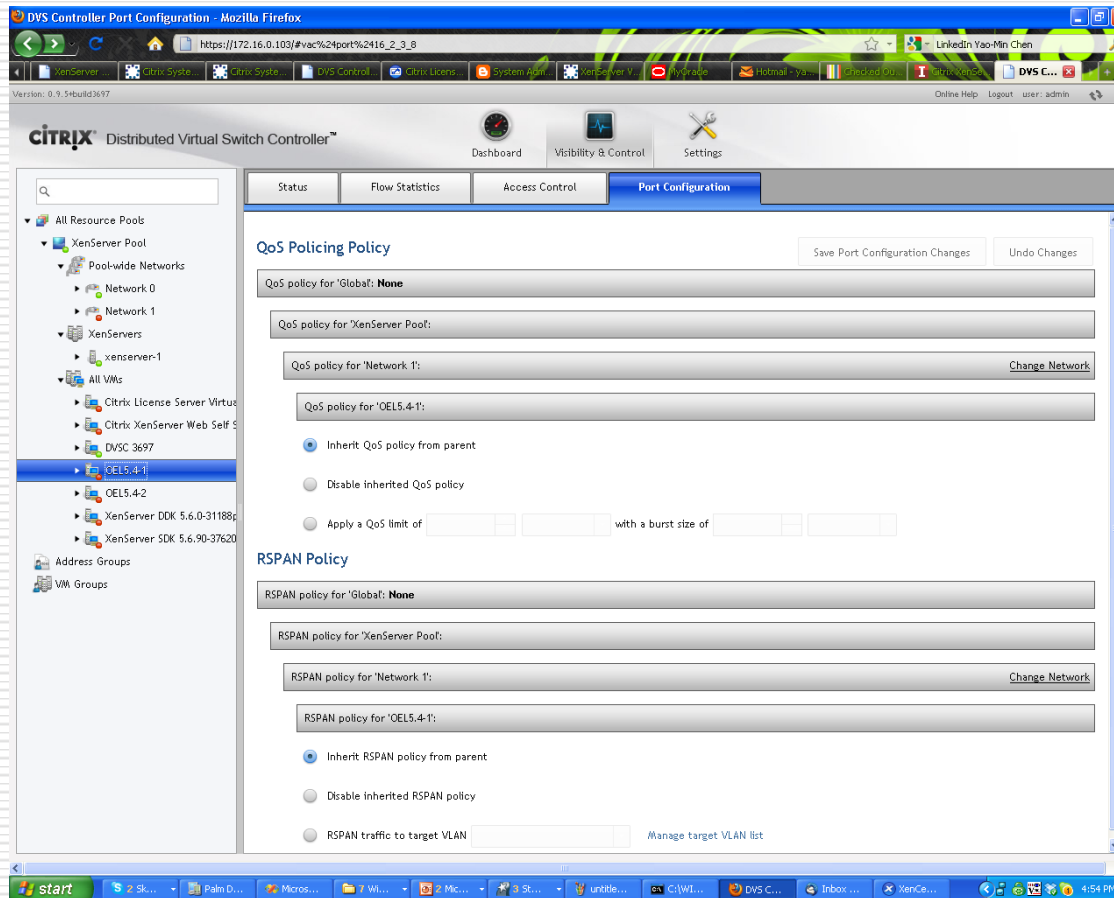 DVS Controller Port Configuration - Mozilla Firefox
https://172.16.0.103/#vac%24port%2416_2_3_8
LinkedIn Yao-Min Chen
XenServer ...
Citrix Syste...
Citrix Syste...
DVS Control...
Citrix Licens...
System Adm...
XenServer V...
MyGrade
Hotmail - ya...
Checked Ou...
Citrix XenSe...
DVS C...
Version: 0.9.5+build3697
Online Help Logout user: admin
CITRIX Distributed Virtual Switch Controller™
Dashboard
Visibility & Control
Settings
Status
Flow Statistics
Access Control
Port Configuration
All Resource Pools
XenServer Pool
Pool-wide Networks
Network 0
Network 1
XenServers
xenserver-1
All VMs
Citrix License Server Virtua
Citrix XenServer Web Self S
DVSC 3697
OEL5.4-1
OEL5.4-2
XenServer DDK 5.6.0-31188p
XenServer SDK 5.6.90-37620
Address Groups
VM Groups
QoS Policing Policy
Save Port Configuration Changes
Undo Changes
QoS policy for 'Global': None
QoS policy for 'XenServer Pool':
QoS policy for 'Network 1':
Change Network
QoS policy for 'OEL5.4-1':
Inherit QoS policy from parent
Disable inherited QoS policy
Apply a QoS limit of with a burst size of
RSPAN Policy
RSPAN policy for 'Global': None
RSPAN policy for 'XenServer Pool':
RSPAN policy for 'Network 1':
Change Network
RSPAN policy for 'OEL5.4-1':
Inherit RSPAN policy from parent
Disable inherited RSPAN policy
RSPAN traffic to target VLAN
Manage target VLAN list
start
2 Sk...
Palm D...
Micros...
7 Wi...
2 Mic...
3 St...
untitle...
C:\WI...
DVS C...
Inbox ...
XenCe...
4:54 PM